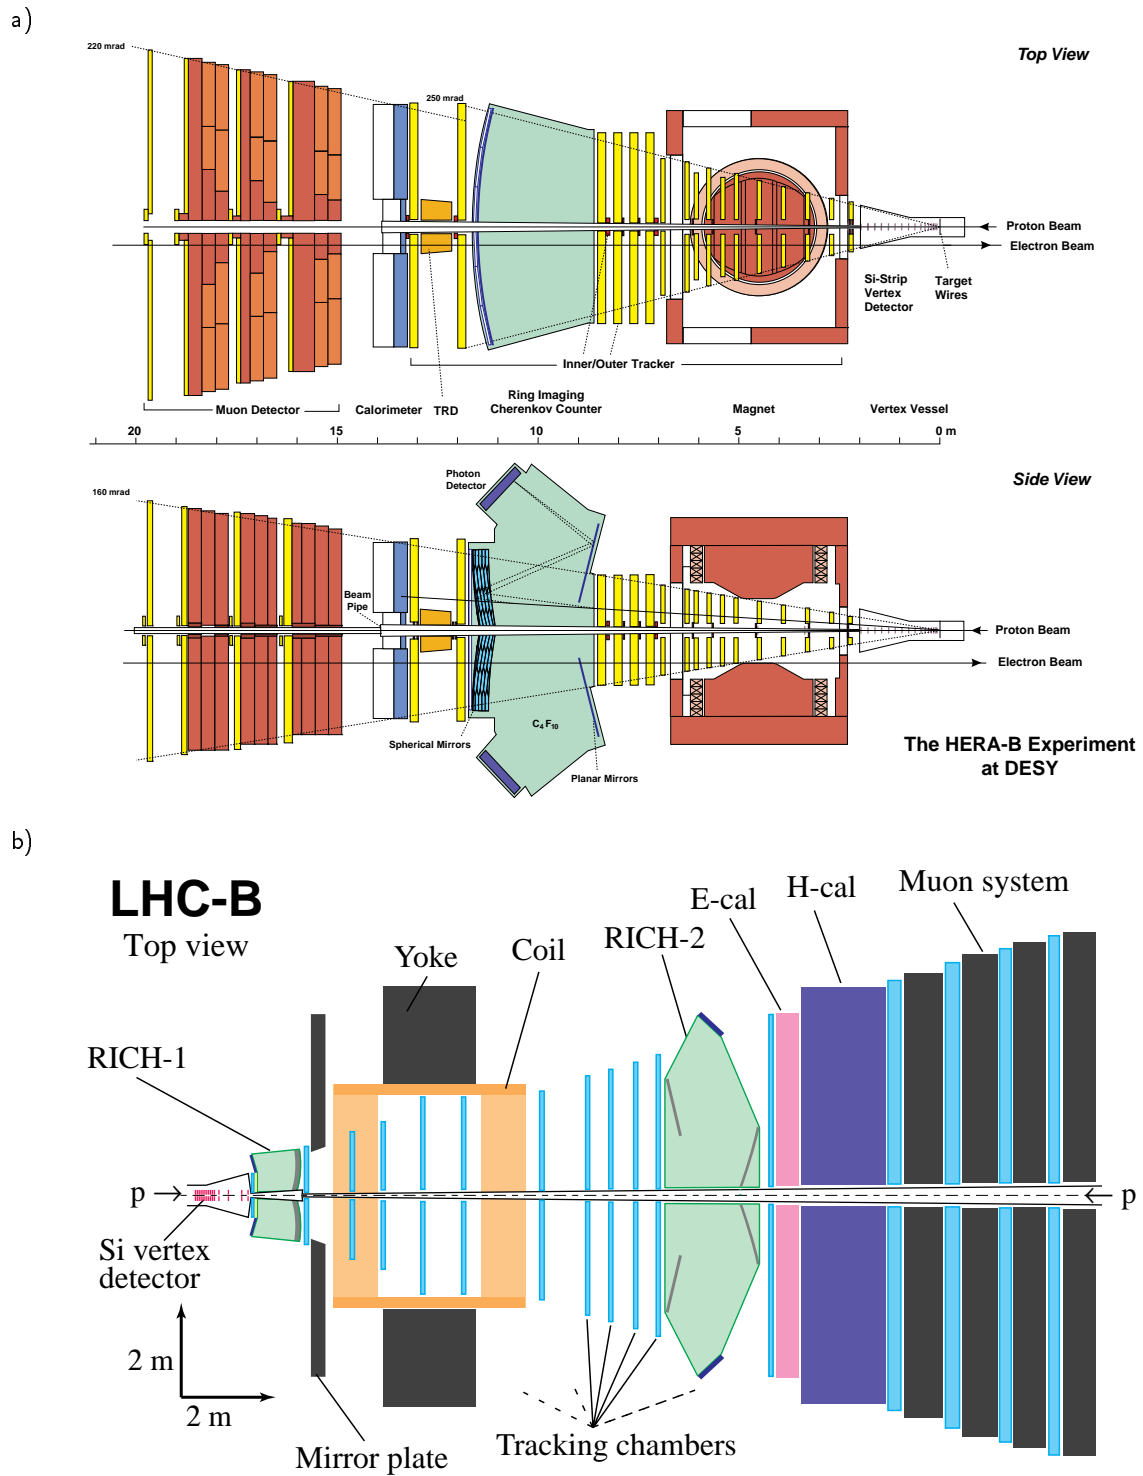 a)
220 mrad
Top View
250 mrad
Proton Beam
Electron Beam
Si-Strip
Vertex
Detector
Target
Wires
Inner/Outer Tracker
Muon Detector
Calorimeter
TRD
Ring Imaging
Cherenkov Counter
Magnet
Vertex Vessel
20
15
10
5
0 m
Side View
160 mrad
Photon
Detector
Beam
Pipe
Proton Beam
Electron Beam
C4 F10
Spherical Mirrors
Planar Mirrors
The HERA-B Experiment
at DESY
b)
LHC-B
Top view
Yoke
Coil
RICH-2
E-cal
H-cal
Muon system
RICH-1
p
p
Si vertex
detector
2 m
2 m
Mirror plate
Tracking chambers